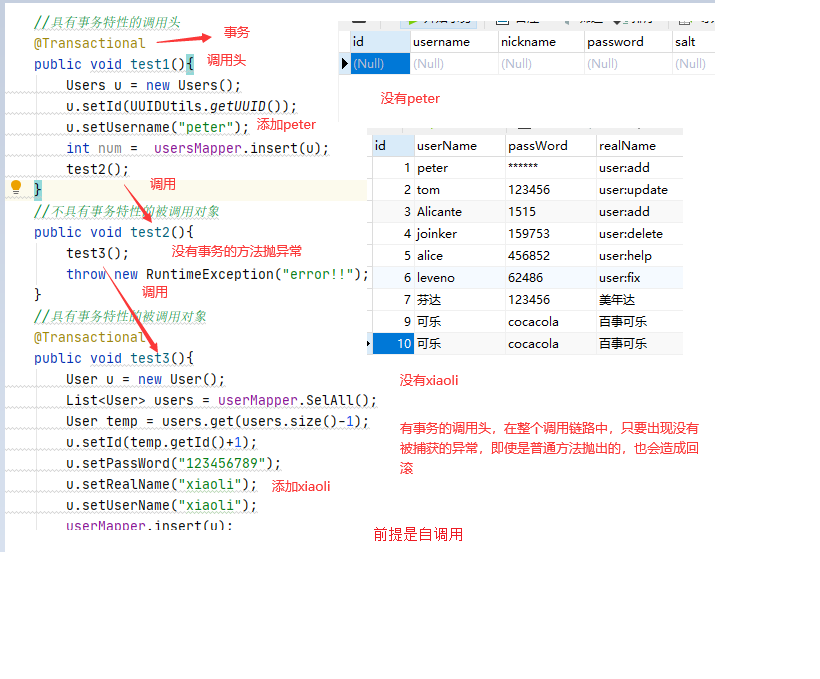 //具有事务特性的调用头
@Transactional
事务
public void test1(){
调用头
Users u = new Users();
u.setId(UUIDUtils.getUUID());
u.setUsername("peter");
添加peter
int num = usersMapper.insert(u);
test2();
}
调用
//不具有事务特性的被调用对象
public void test2(){
test3();
没有事务的方法抛异常
throw new RuntimeException("error!!");
}
调用
//具有事务特性的被调用对象
@Transactional
public void test3(){
User u = new User();
List<User> users = userMapper.SelAll();
User temp = users.get(users.size()-1);
u.setId(temp.getId()+1);
u.setPassWord("123456789");
u.setRealName("xiaoli");
添加xiaoli
u.setUserName("xiaoli");
userMapper.insert(u);
id username nickname password salt
(Null) (Null) (Null) (Null) (Null)
没有peter
id userName passWord realName
1 peter ****** user:add
2 tom 123456 user:update
3 Alicante 1515 user:add
4 joinker 159753 user:delete
5 alice 456852 user:help
6 leveno 62486 user:fix
7 芬达 123456 美年达
9 可乐 cocacola 百事可乐
10 可乐 cocacola 百事可乐
没有xiaoli
有事务的调用头，在整个调用链路中，只要出现没有
被捕获的异常，即使是普通方法抛出的，也会造成回
滚
前提是自调用